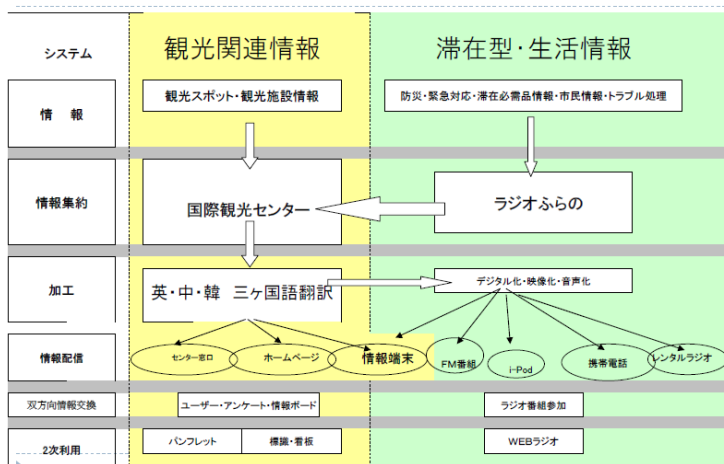 システム
観光関連情報
滞在型・生活情報
情 報
観光スポット・観光施設情報
防災・緊急対応・滞在必需品情報・市民情報・トラブル処理
情報集約
国際観光センター
ラジオふらの
加工
英・中・韓 三ヶ国語翻訳
デジタル化・映像化・音声化
情報配信
センター窓口
ホームページ
情報端末
FM番組
i-Pod
携帯電話
レンタルラジオ
双方向情報交換
ユーザー・アンケート・情報ボード
ラジオ番組参加
2次利用
パンフレット
標識・看板
WEBラジオ